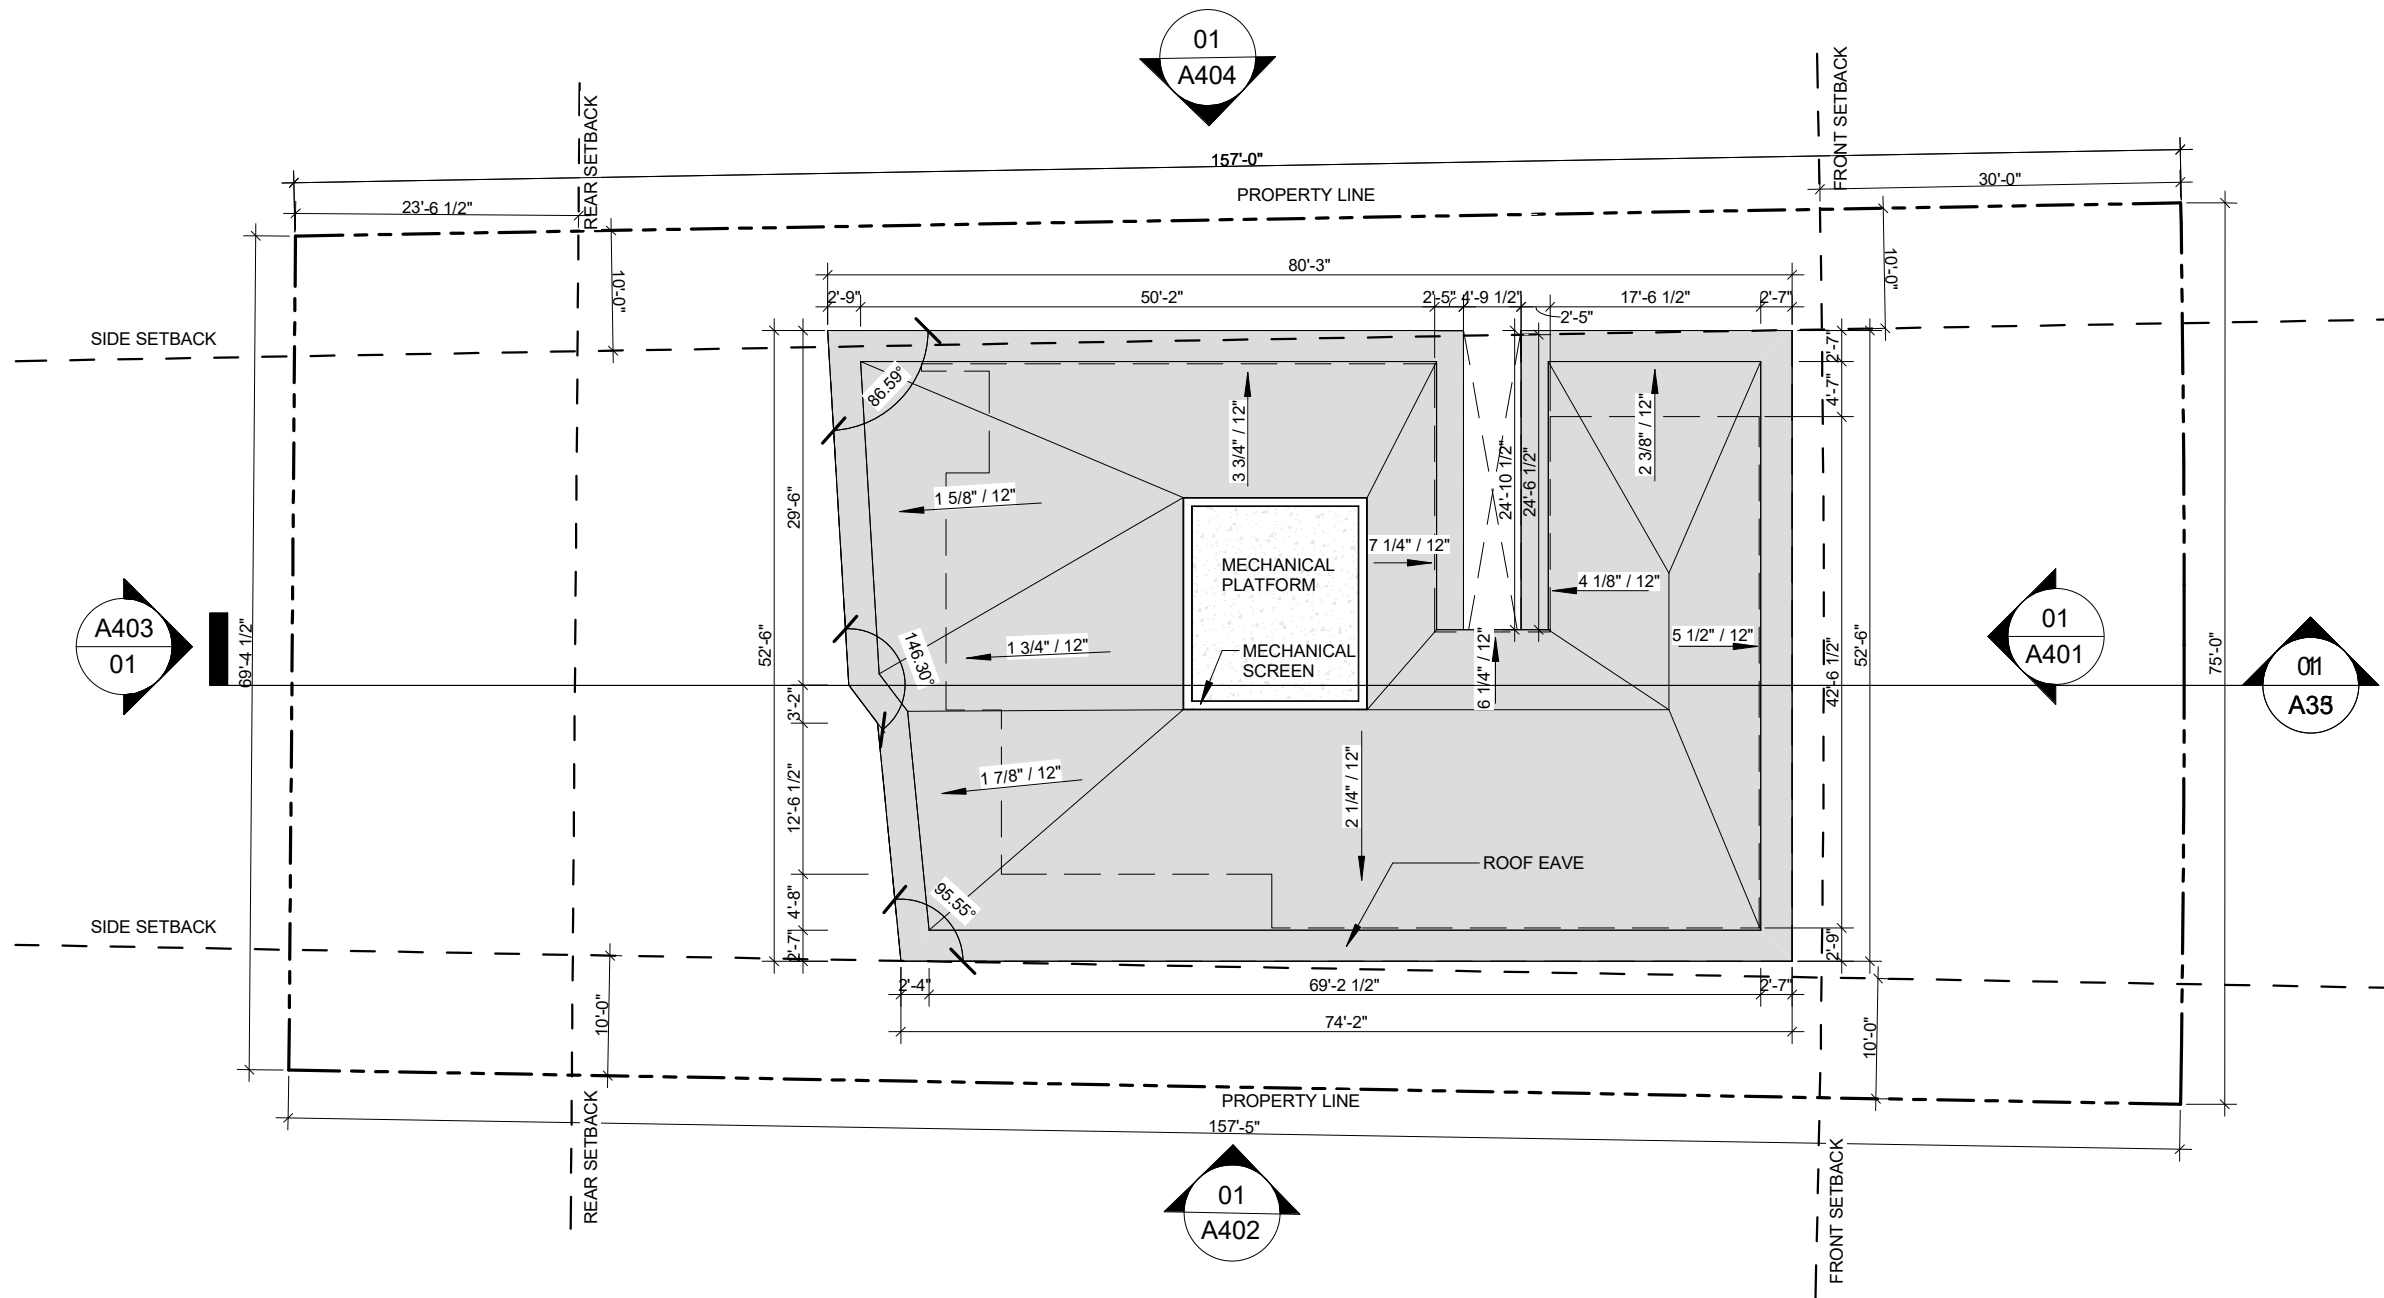 01
A404
REAR SETBACK
FRONT SETBACK
157'-0"
PROPERTY LINE
30'-0"
23'-6 1/2"
10'-0"
10'-0"
80'-3"
2'-9"
50'-2"
2'-5"
4'-9 1/2"
17'-6 1/2"
2'-7"
2'-5"
SIDE SETBACK
86.59°
2'-7"
4'-7"
3 3/4" / 12"
2 3/8" / 12"
24'-10 1/2"
24'-6 1/2"
1 5/8" / 12"
29'-6"
7 1/4" / 12"
MECHANICAL
PLATFORM
4 1/8" / 12"
A403
01
69'-4 1/2"
52'-6"
146.30°
1 3/4" / 12"
MECHANICAL
SCREEN
6 1/4" / 12"
5 1/2" / 12"
42'-6 1/2"
52'-6"
01
A401
75'-0"
3'-2"
1 7/8" / 12"
12'-6 1/2"
2 1/4" / 12"
ROOF EAVE
95.55°
4'-8"
2'-7"
SIDE SETBACK
2'-9"
2'-4"
69'-2 1/2"
2'-7"
74'-2"
10'-0"
10'-0"
PROPERTY LINE
157'-5"
REAR SETBACK
FRONT SETBACK
01
A402